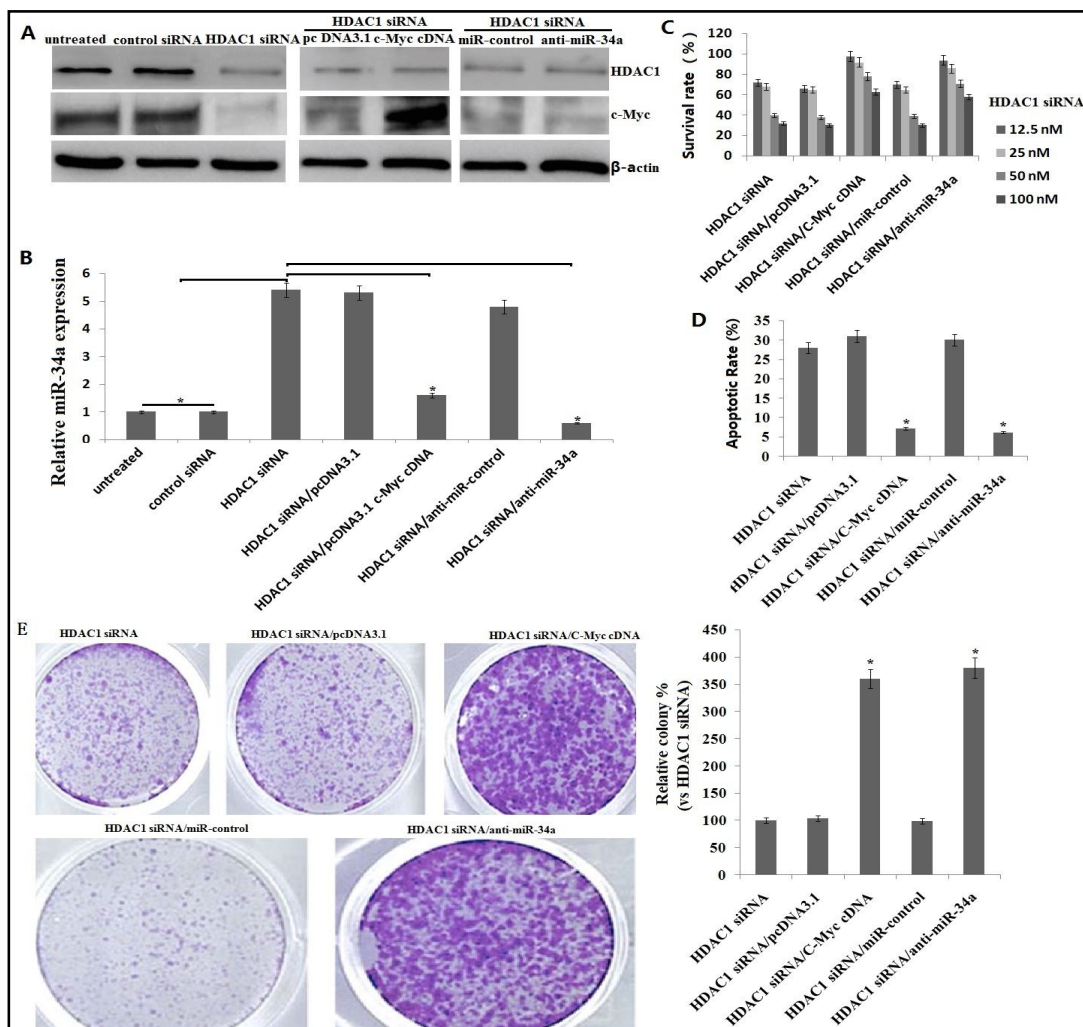 A
HDAC1 siRNA
HDAC1 siRNA
untreated control siRNA HDAC1 siRNA pc DNA3.1 c-Myc cDNA miR-control anti-miR-34a
HDAC1
c-Myc
β-actin
B
Relative miR-34a expression
6
5
4
3
2
1
0
*
*
*
untreated
control siRNA
HDAC1 siRNA
HDAC1 siRNA/pcDNA3.1
HDAC1 siRNA/pcDNA3.1 c-Myc cDNA
HDAC1 siRNA/anti-miR-control
HDAC1 siRNA/anti-miR-34a
C
Survival rate (%)
120
100
80
60
40
20
0
HDAC1 siRNA
HDAC1 siRNA/pcDNA3.1
HDAC1 siRNA/C-Myc cDNA
HDAC1 siRNA/miR-control
HDAC1 siRNA/anti-miR-34a
HDAC1 siRNA
12.5 nM
25 nM
50 nM
100 nM
D
Apoptotic Rate (%)
35
30
25
20
15
10
5
0
*
*
HDAC1 siRNA
HDAC1 siRNA/pcDNA3.1
HDAC1 siRNA/C-Myc cDNA
HDAC1 siRNA/miR-control
HDAC1 siRNA/anti-miR-34a
E
HDAC1 siRNA
HDAC1 siRNA/pcDNA3.1
HDAC1 siRNA/C-Myc cDNA
HDAC1 siRNA/miR-control
HDAC1 siRNA/anti-miR-34a
Relative colony %
(vs HDAC1 siRNA)
450
400
350
300
250
200
150
100
50
0
*
*
HDAC1 siRNA
HDAC1 siRNA/pcDNA3.1
HDAC1 siRNA/C-Myc cDNA
HDAC1 siRNA/miR-control
HDAC1 siRNA/anti-miR-34a